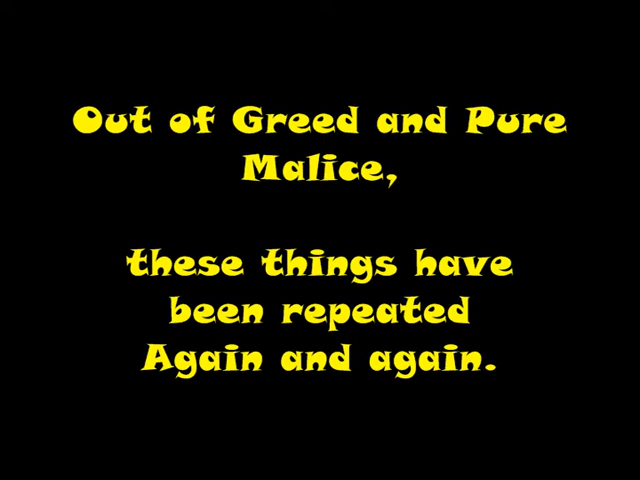 Out of Greed and Pure
Malice,
these things have
been repeated
Again and again.